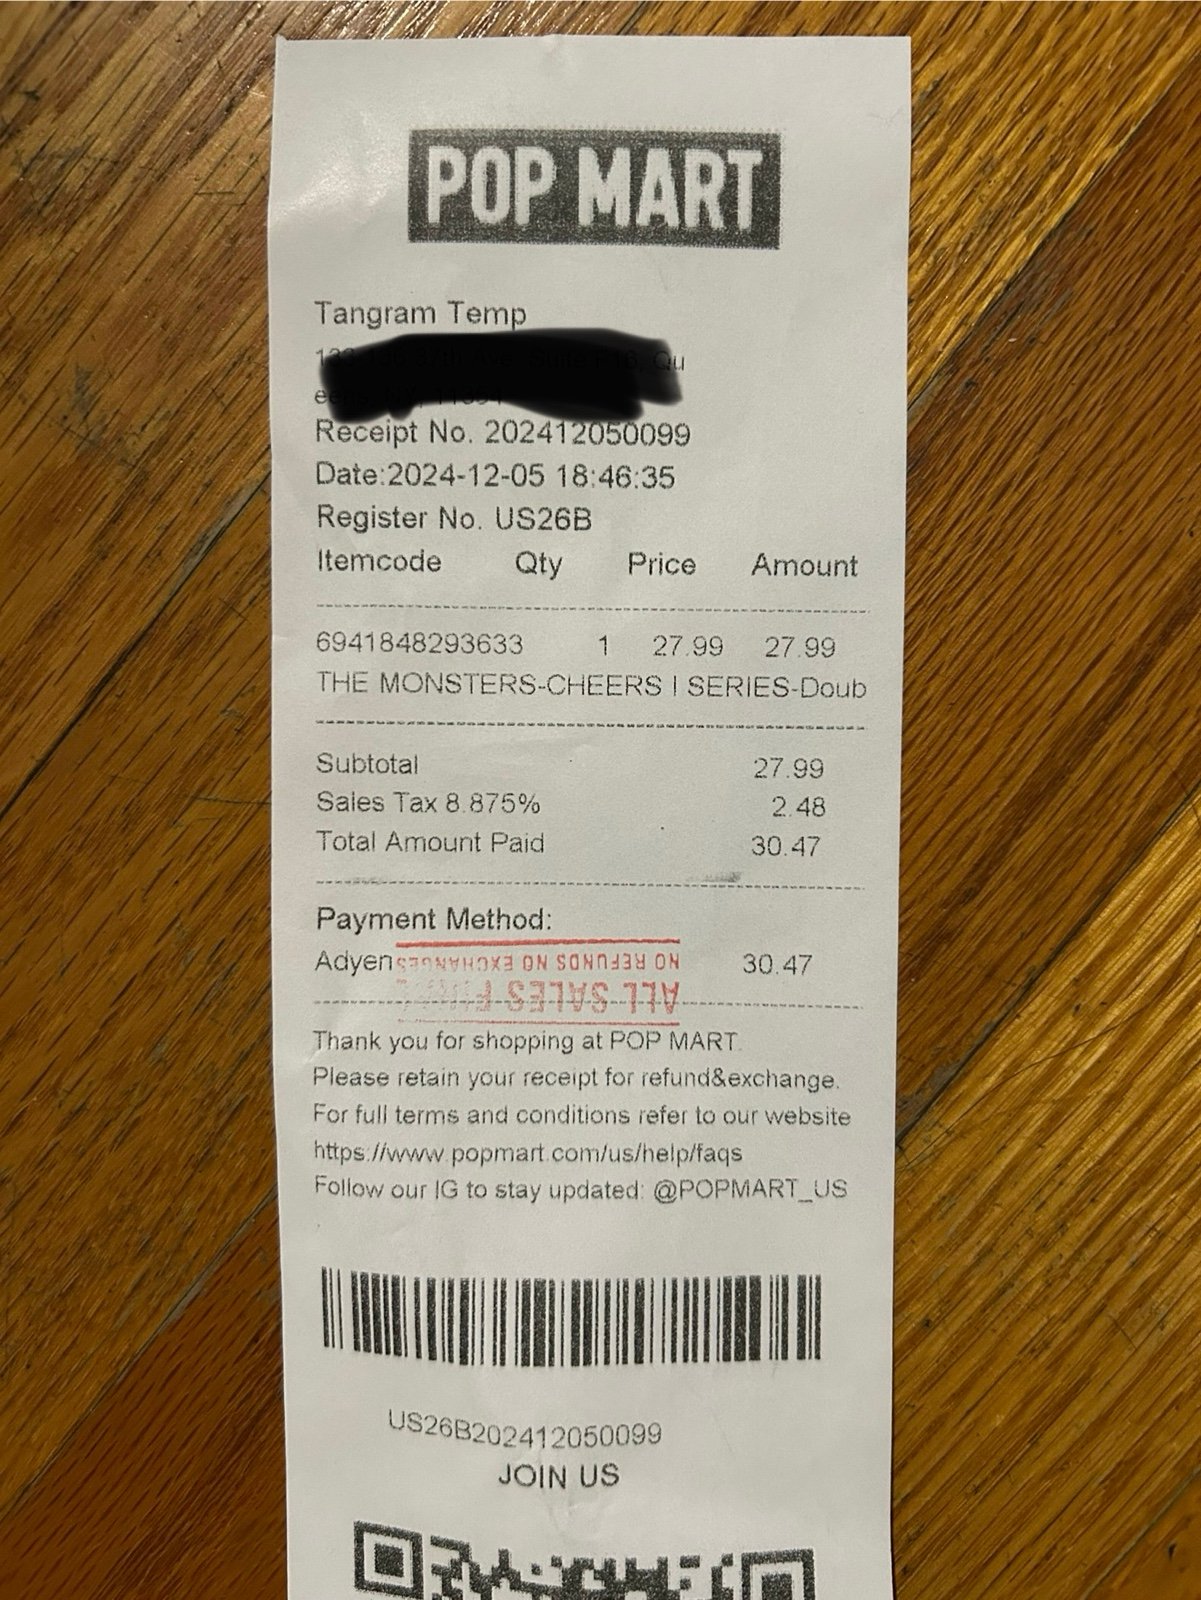 POP MART
Tangram Temp
Receipt No. 202412050099
Date:2024-12-05 18:46:35
Register No. US26B
Itemcode Qty Price Amount
6941848293633 1 27.99 27.99
THE MONSTERS-CHEERS I SERIES-Doub
Subtotal 27.99
Sales Tax 8.875% 2.48
Total Amount Paid 30.47
Payment Method:
Adyen 30.47
NO REFUNDS NO EXCHANGES
ALL SALES
Thank you for shopping at POP MART.
Please retain your receipt for refund&exchange.
For full terms and conditions refer to our website
https://www.popmart.com/us/help/faqs
Follow our IG to stay updated: @POPMART_US
US26B202412050099
JOIN US